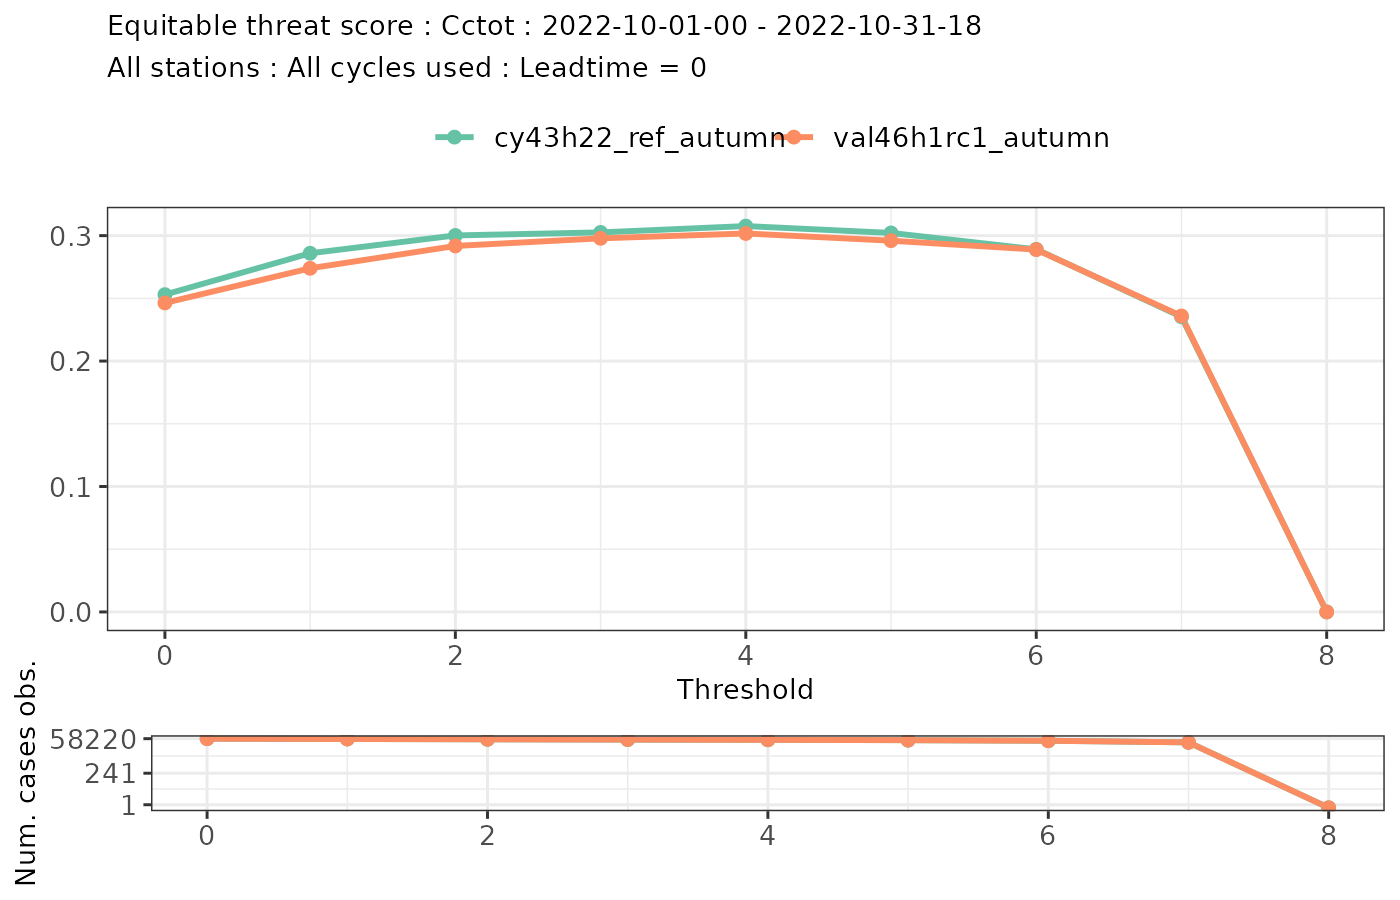 Equitable threat score : Cctot : 2022-10-01-00 - 2022-10-31-18
All stations : All cycles used : Leadtime = 0
cy43h22_ref_autumn val46h1rc1_autumn
0.3
0.2
0.1
0.0
0 2 4 6 8
Threshold
Num. cases obs.
58220
241
1
0 2 4 6 8